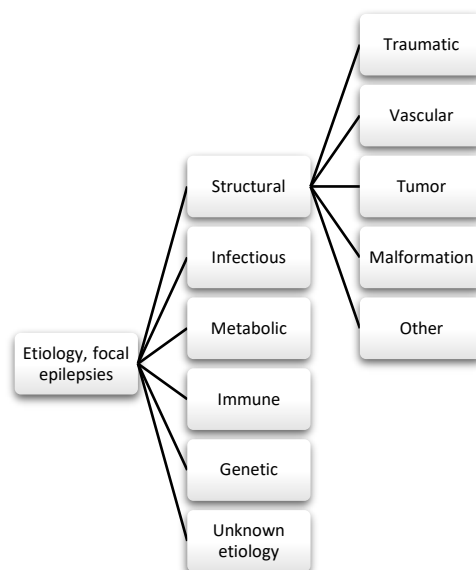 Traumatic
Vascular
Structural
Tumor
Infectious
Malformation
Metabolic
Other
Etiology, focal
epilepsies
Immune
Genetic
Unknown
etiology